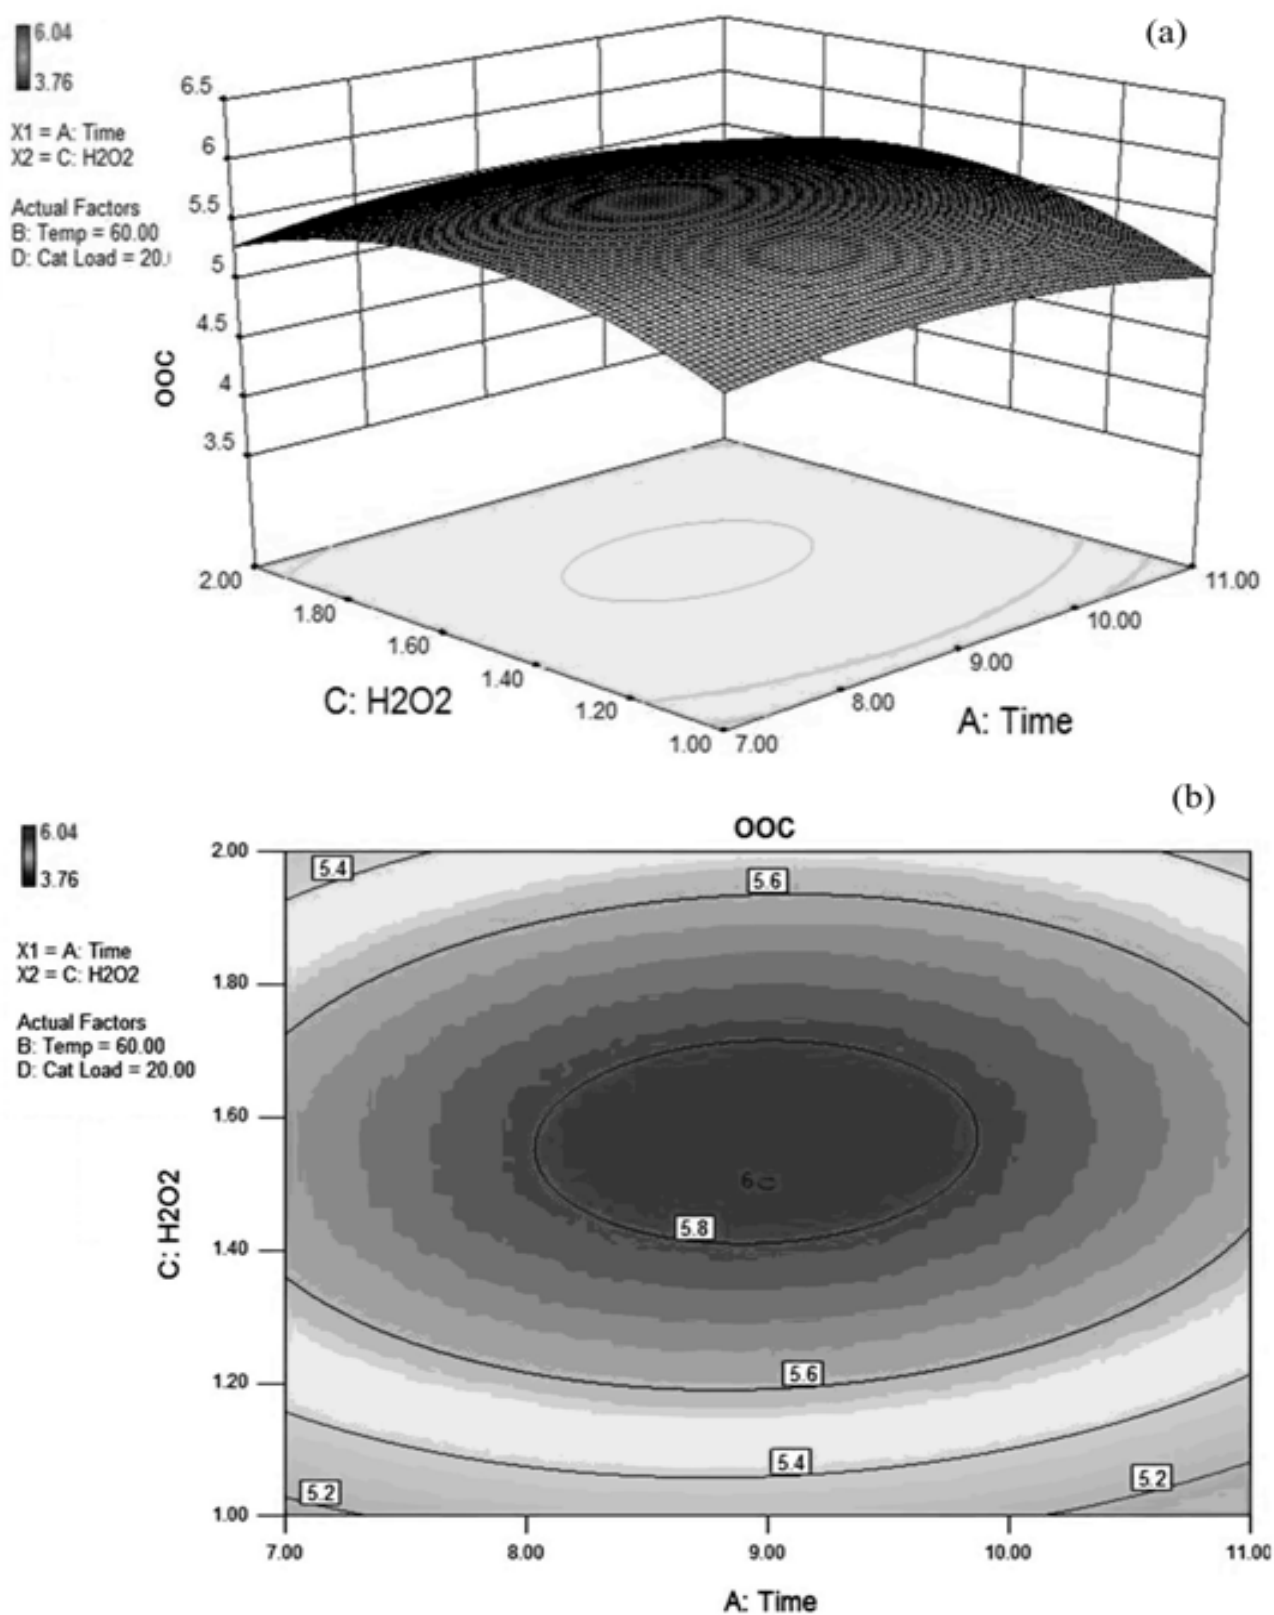 (a)
6.04
3.76
X1 = A: Time
X2 = C: H2O2
Actual Factors
B: Temp = 60.00
D: Cat Load = 20.
6.5
6
5.5
5
4.5
4
3.5
OOC
2.00
1.80
1.60
1.40
1.20
1.00
C: H2O2
7.00
8.00
9.00
10.00
11.00
A: Time
(b)
6.04
3.76
X1 = A: Time
X2 = C: H2O2
Actual Factors
B: Temp = 60.00
D: Cat Load = 20.00
OOC
2.00
1.80
1.60
1.40
1.20
1.00
C: H2O2
5.4
5.6
6
5.8
5.6
5.4
5.2
5.2
7.00
8.00
9.00
10.00
11.00
A: Time